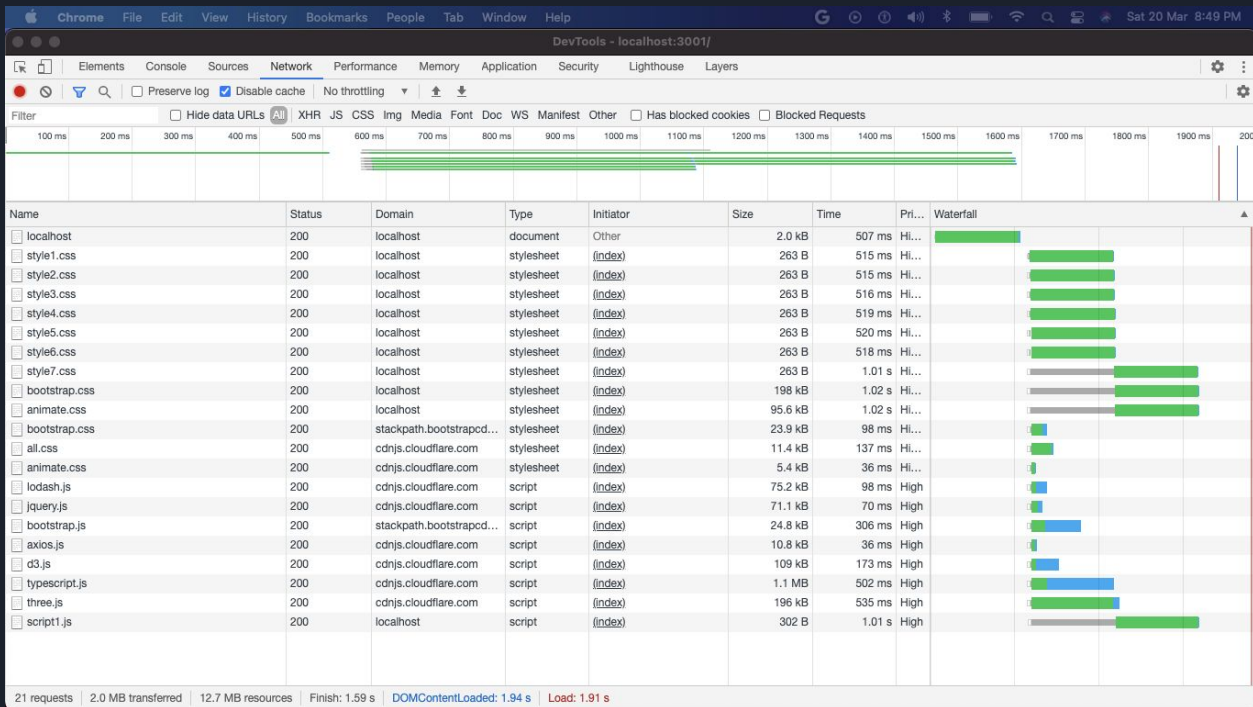 Chrome File Edit View History Bookmarks People Tab Window Help Sat 20 Mar 8:49 PM
DevTools - localhost:3001/
Elements Console Sources Network Performance Memory Application Security Lighthouse Layers
Preserve log Disable cache No throttling
Filter Hide data URLs All XHR JS CSS Img Media Font Doc WS Manifest Other Has blocked cookies Blocked Requests
100 ms 200 ms 300 ms 400 ms 500 ms 600 ms 700 ms 800 ms 900 ms 1000 ms 1100 ms 1200 ms 1300 ms 1400 ms 1500 ms 1600 ms 1700 ms 1800 ms 1900 ms 200
Name Status Domain Type Initiator Size Time Pri... Waterfall
localhost 200 localhost document Other 2.0 kB 507 ms Hi...
style1.css 200 localhost stylesheet (index) 263 B 515 ms Hi...
style2.css 200 localhost stylesheet (index) 263 B 515 ms Hi...
style3.css 200 localhost stylesheet (index) 263 B 516 ms Hi...
style4.css 200 localhost stylesheet (index) 263 B 519 ms Hi...
style5.css 200 localhost stylesheet (index) 263 B 520 ms Hi...
style6.css 200 localhost stylesheet (index) 263 B 518 ms Hi...
style7.css 200 localhost stylesheet (index) 263 B 1.01 s Hi...
bootstrap.css 200 localhost stylesheet (index) 198 kB 1.02 s Hi...
animate.css 200 localhost stylesheet (index) 95.6 kB 1.02 s Hi...
bootstrap.css 200 stackpath.bootstrapcd... stylesheet (index) 23.9 kB 98 ms Hi...
all.css 200 cdnjs.cloudflare.com stylesheet (index) 11.4 kB 137 ms Hi...
animate.css 200 cdnjs.cloudflare.com stylesheet (index) 5.4 kB 36 ms Hi...
lodash.js 200 cdnjs.cloudflare.com script (index) 75.2 kB 98 ms High
jquery.js 200 cdnjs.cloudflare.com script (index) 71.1 kB 70 ms High
bootstrap.js 200 stackpath.bootstrapcd... script (index) 24.8 kB 306 ms High
axios.js 200 cdnjs.cloudflare.com script (index) 10.8 kB 36 ms High
d3.js 200 cdnjs.cloudflare.com script (index) 109 kB 173 ms High
typescript.js 200 cdnjs.cloudflare.com script (index) 1.1 MB 502 ms High
three.js 200 cdnjs.cloudflare.com script (index) 196 kB 535 ms High
script1.js 200 localhost script (index) 302 B 1.01 s High
21 requests 2.0 MB transferred 12.7 MB resources Finish: 1.59 s DOMContentLoaded: 1.94 s Load: 1.91 s